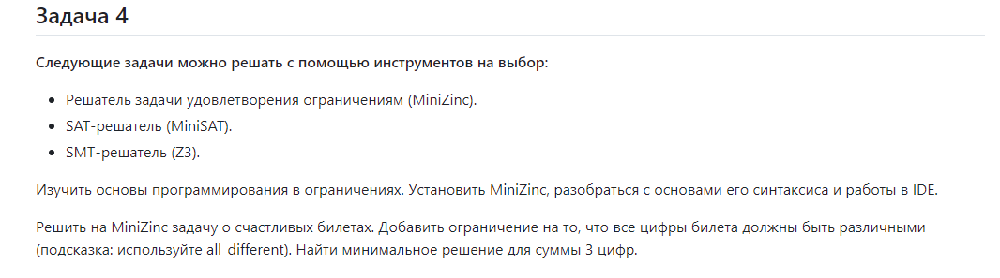 Задача 4
Следующие задачи можно решать с помощью инструментов на выбор:
Решатель задачи удовлетворения ограничениям (MiniZinc).
SAT-решатель (MiniSAT).
SMT-решатель (Z3).
Изучить основы программирования в ограничениях. Установить MiniZinc, разобраться с основами его синтаксиса и работы в IDE.
Решить на MiniZinc задачу о счастливых билетах. Добавить ограничение на то, что все цифры билета должны быть различными
(подсказка: используйте all_different). Найти минимальное решение для суммы 3 цифр.